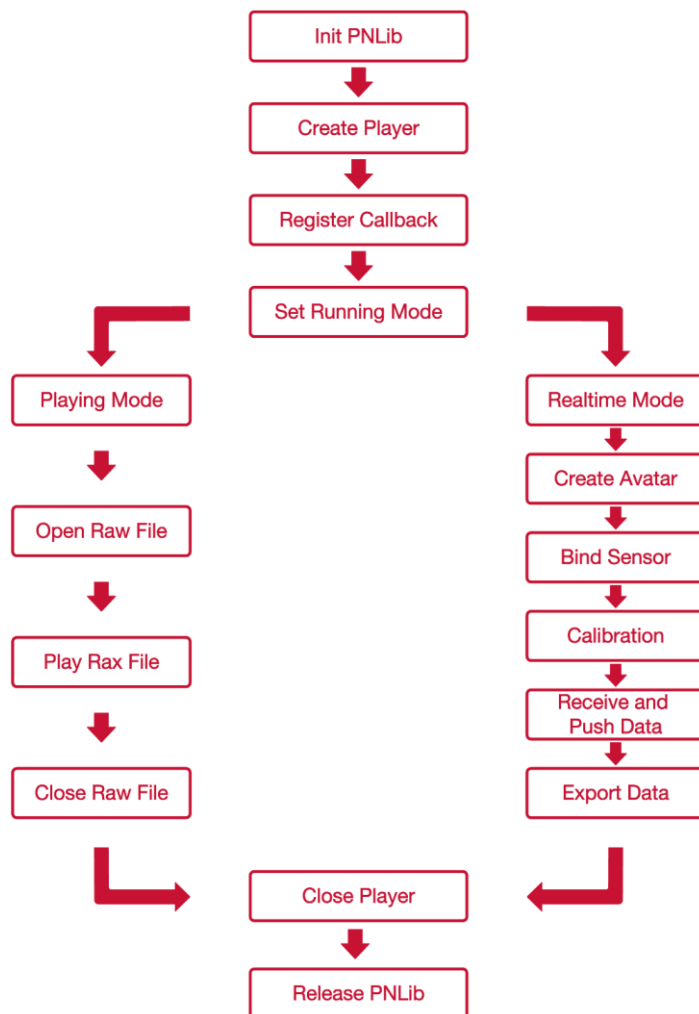 Init PNLib
Create Player
Register Callback
Set Running Mode
Playing Mode
Open Raw File
Play Rax File
Close Raw File
Realtime Mode
Create Avatar
Bind Sensor
Calibration
Receive and
Push Data
Export Data
Close Player
Release PNLib